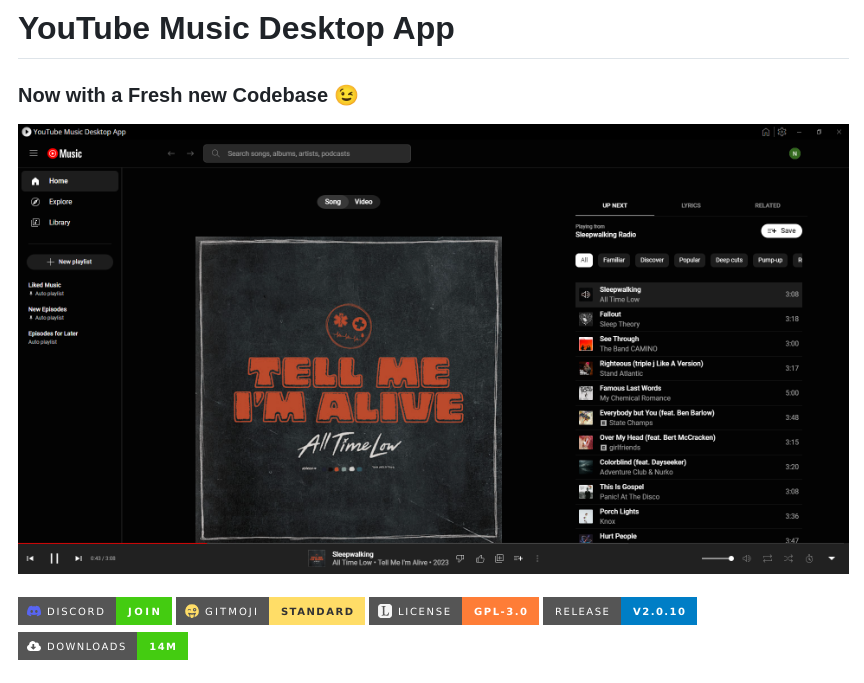 YouTube Music Desktop App
Now with a Fresh new Codebase 😉
YouTube Music Desktop App
Music
Search songs, albums, artists, podcasts
N
Home
Explore
Library
New playlist
Liked Music
Auto playlist
New Episodes
Auto playlist
Episodes for Later
Auto playlist
Song Video
TELL ME
I'M ALIVE
All Time Low
UP NEXT LYRICS RELATED
Playing from
Sleepwalking Radio
Save
All Familiar Discover Popular Deep cuts Pump-up
Sleepwalking
All Time Low 3:08
Fallout
Sleep Theory 3:18
See Through
The Band CAMINO 3:00
Righteous (triple j Like A Version)
Stand Atlantic 3:17
Famous Last Words
My Chemical Romance 5:00
Everybody but You (feat. Ben Barlow)
E State Champs 3:48
Over My Head (feat. Bert McCracken)
E girlfriends 3:15
Colorblind (feat. Dayseeker)
Adventure Club & Nurko 3:20
This Is Gospel
Panic! At The Disco 3:08
Porch Lights
Knox 3:36
Hurt People 3:47
0:45 / 3:08
Sleepwalking
All Time Low • Tell Me I'm Alive • 2023
DISCORD JOIN GITMOJI STANDARD LICENSE GPL-3.0 RELEASE V2.0.10
DOWNLOADS 14M